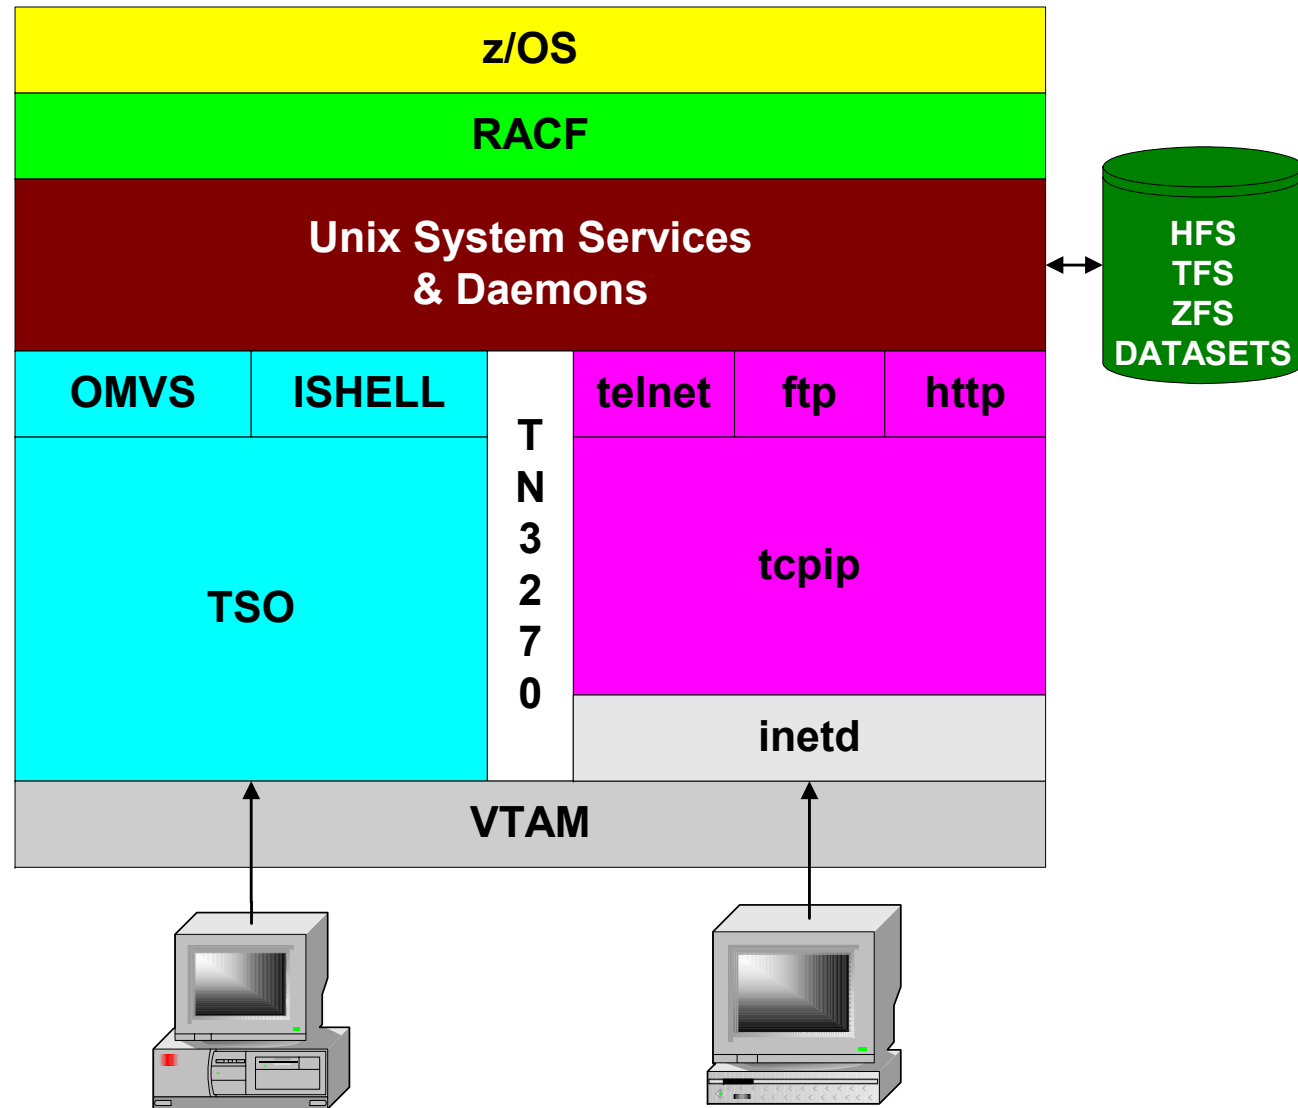 z/OS
RACF
Unix System Services
& Daemons
HFS
TFS
ZFS
DATASETS
OMVS
ISHELL
T
N
3
2
7
0
telnet
ftp
http
TSO
tcpip
inetd
VTAM